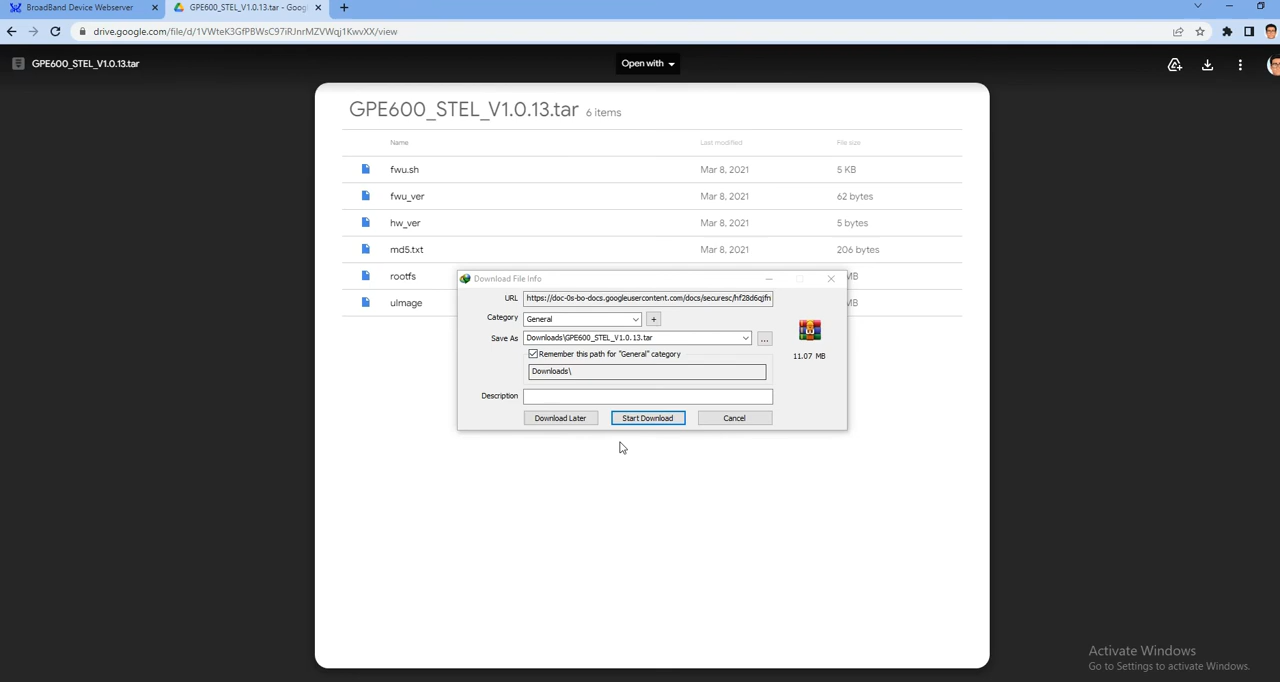 BroadBand Device Webserver
GPE600_STEL_V1.0.13.tar - Goog
drive.google.com/file/d/1VWteK3GfPBWsC97iRJnrMZVWqj1KwvXX/view
GPE600_STEL_V1.0.13.tar
Open with
GPE600_STEL_V1.0.13.tar 6 items
Name Last modified File size
fwu.sh Mar 8, 2021 5 KB
fwu_ver Mar 8, 2021 62 bytes
hw_ver Mar 8, 2021 5 bytes
md5.txt Mar 8, 2021 206 bytes
rootfs MB
uImage MB
Download File Info
URL https://doc-0s-bo-docs.googleusercontent.com/docs/securesc/hf28d6qjfn
Category General +
Save As Downloads\GPE600_STEL_V1.0.13.tar ...
Remember this path for "General" category
Downloads\
11.07 MB
Description
Download Later Start Download Cancel
Activate Windows
Go to Settings to activate Windows.